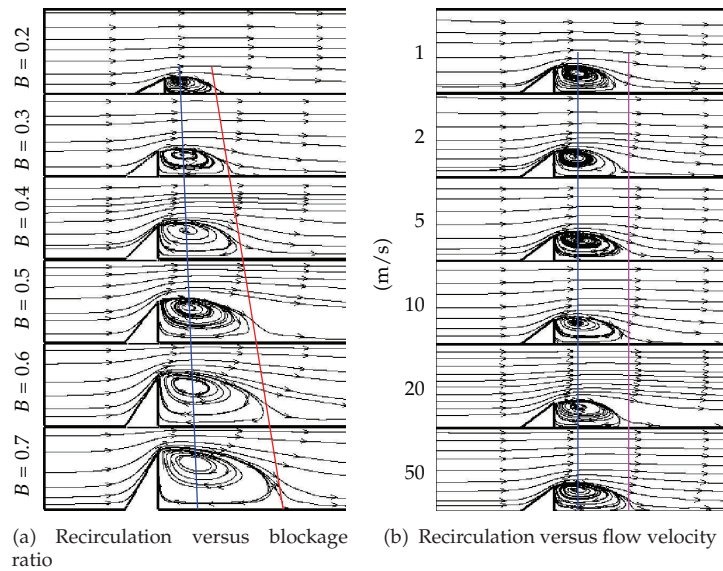 B = 0.2
B = 0.3
B = 0.4
B = 0.5
B = 0.6
B = 0.7
(a) Recirculation versus blockage
ratio
1
2
5
10
20
50
(m/s)
(b) Recirculation versus flow velocity